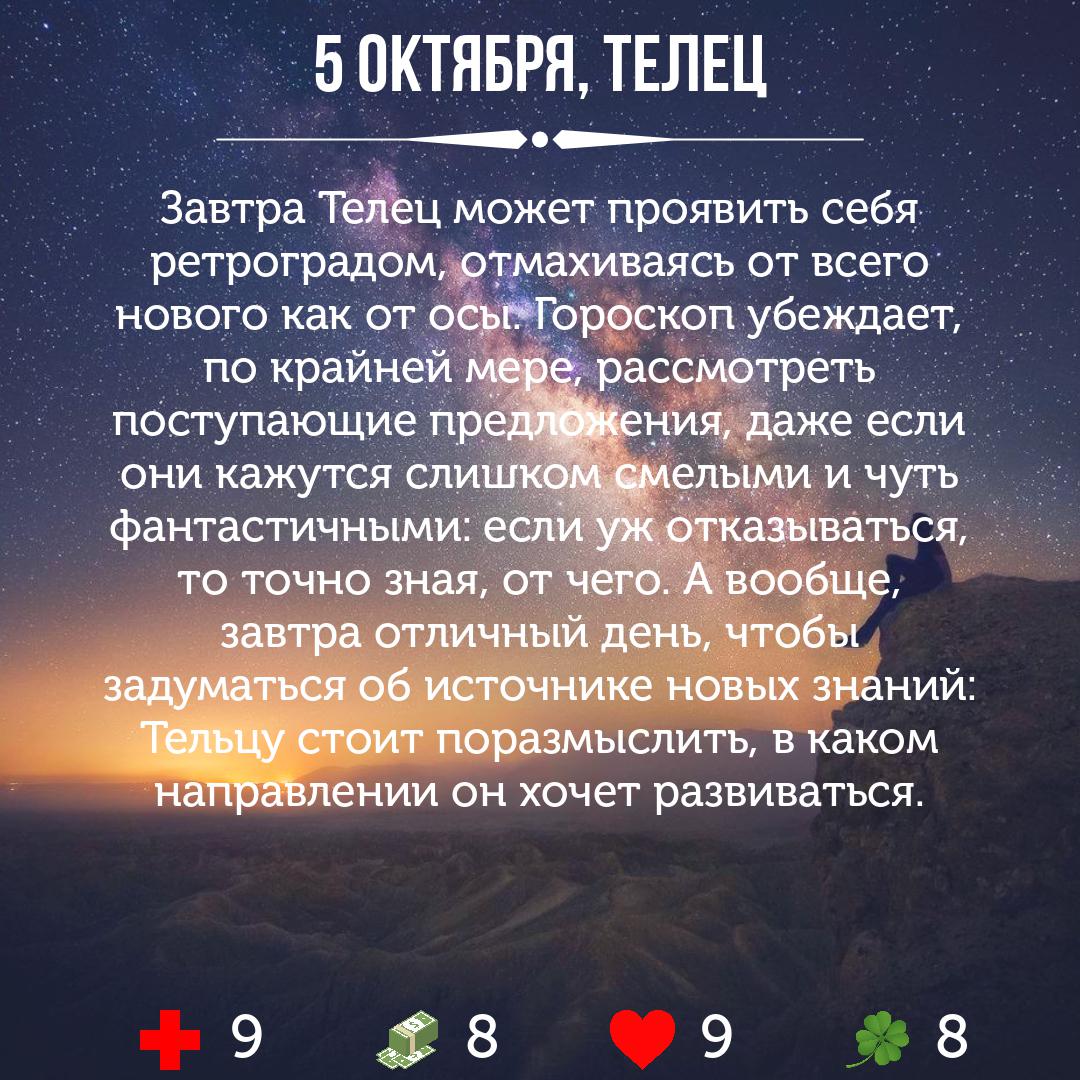 5 ОКТЯБРЯ, ТЕЛЕЦ
Завтра Телец может проявить себя
ретроградом, отмахиваясь от всего
нового как от осы. Гороскоп убеждает,
по крайней мере, рассмотреть
поступающие предложения, даже если
они кажутся слишком смелыми и чуть
фантастичными: если уж отказываться,
то точно зная, от чего. А вообще,
завтра отличный день, чтобы
задуматься об источнике новых знаний:
Тельцу стоит поразмыслить, в каком
направлении он хочет развиваться.
9 8 9 8